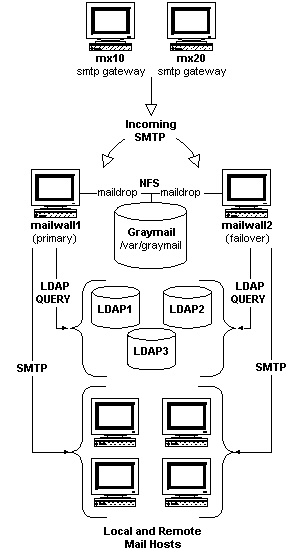 mx10 mx20
smtp gateway smtp gateway
Incoming
SMTP
NFS
maildrop maildrop
mailwall1
(primary)
Graymail
/var/graymail
mailwall2
(failover)
LDAP
QUERY
LDAP
QUERY
LDAP1 LDAP2
LDAP3
SMTP SMTP
Local and Remote
Mail Hosts